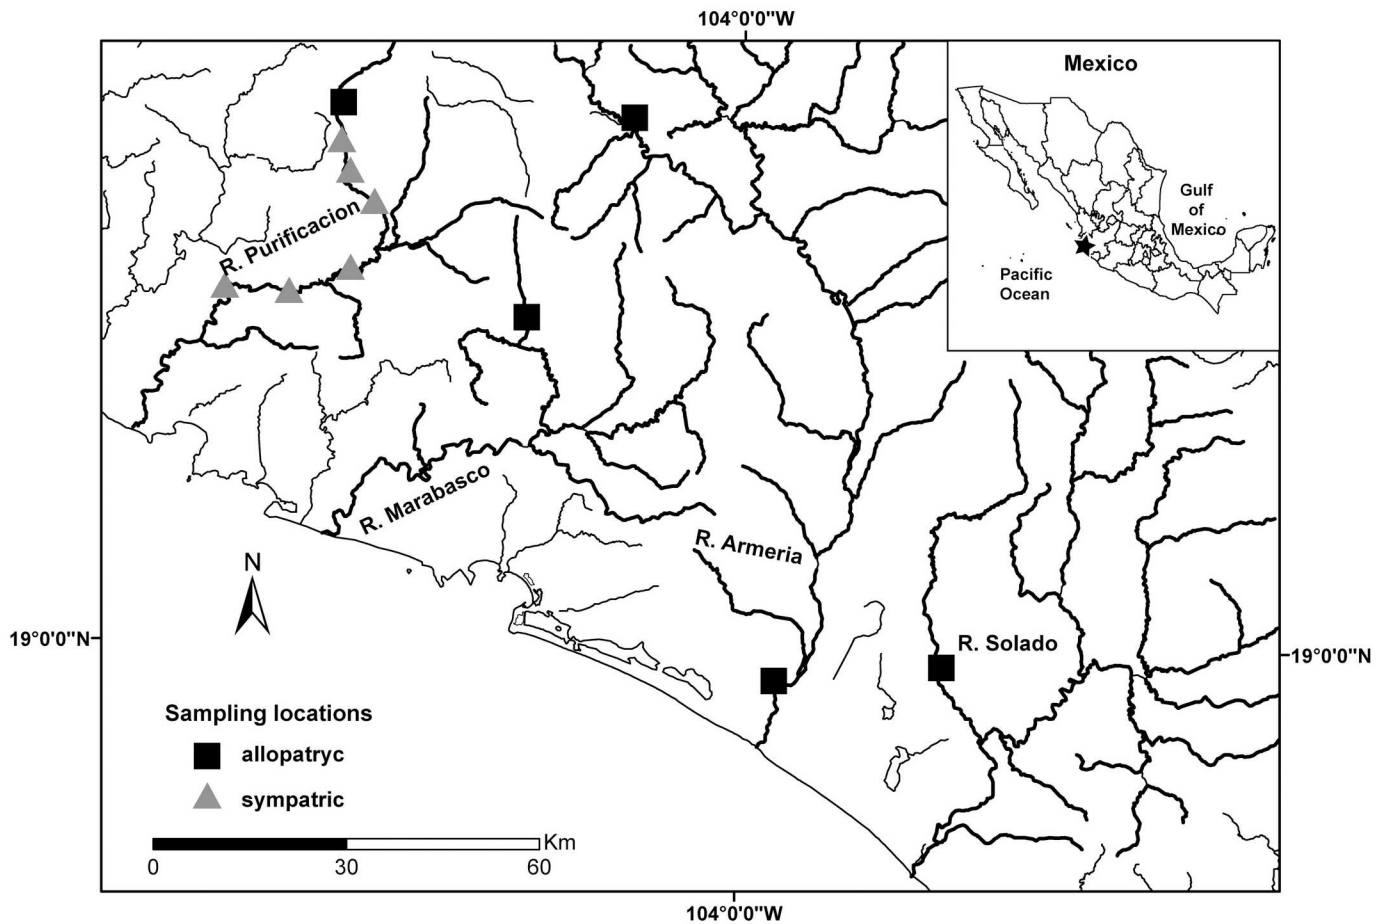 104°0'0"W
Mexico
Gulf
of
Mexico
Pacific
Ocean
R. Purificacion
R. Marabasco
R. Armeria
N
19°0'0"N
R. Solado
19°0'0"N
Sampling locations
allopatryc
sympatric
Km
0 30 60
104°0'0"W